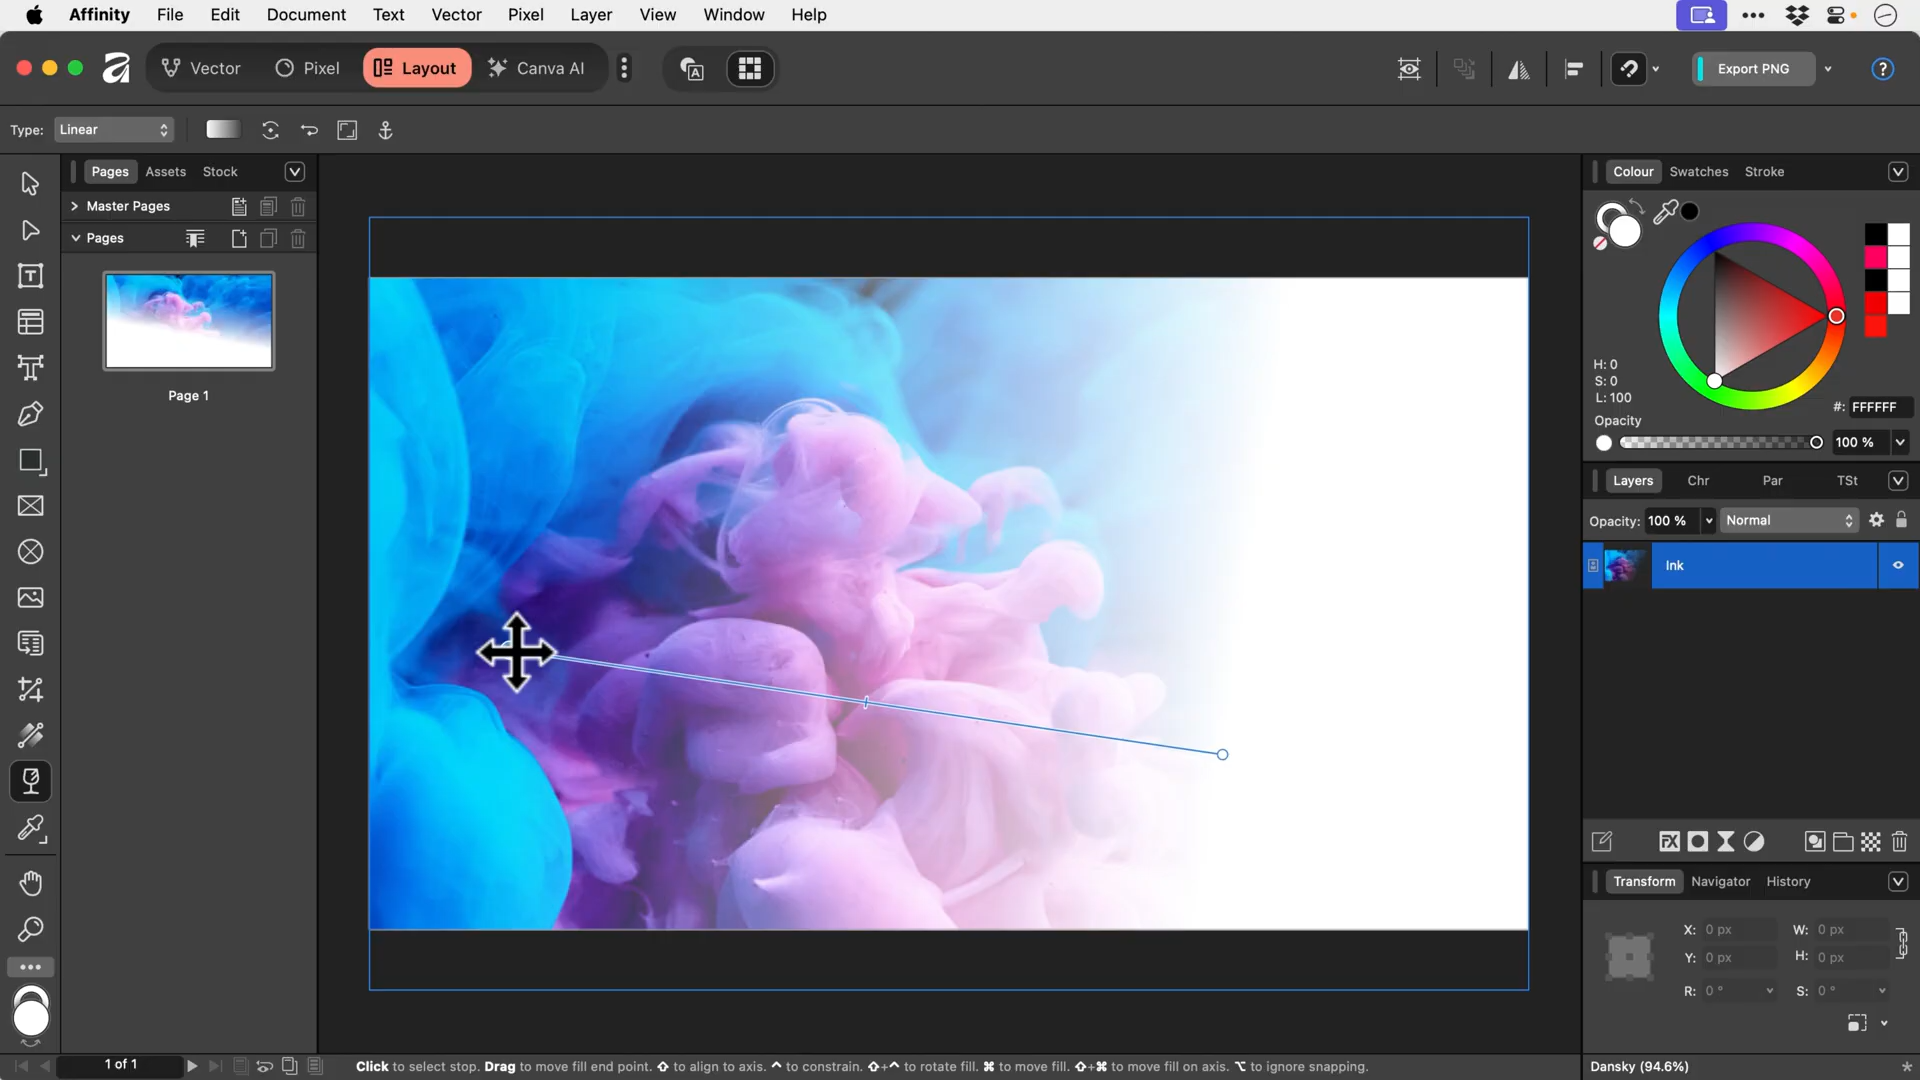 Affinity File Edit Document Text Vector Pixel Layer View Window Help
Vector Pixel Layout Canva AI Export PNG ?
Type: Linear
Pages Assets Stock
Master Pages
Pages
Page 1
Colour Swatches Stroke
H: 0
S: 0
L: 100
#: FFFFFF
Opacity
100 %
Layers Chr Par TSt
Opacity: 100 % Normal
Ink
FX
Transform Navigator History
X: 0 px W: 0 px
Y: 0 px H: 0 px
R: 0 ° S: 0 °
1 of 1
Click to select stop. Drag to move fill end point. ⇧ to align to axis. ⌃ to constrain. ⇧+⌃ to rotate fill. ⌘ to move fill. ⇧+⌘ to move fill on axis. ⌥ to ignore snapping.
Dansky (94.6%)